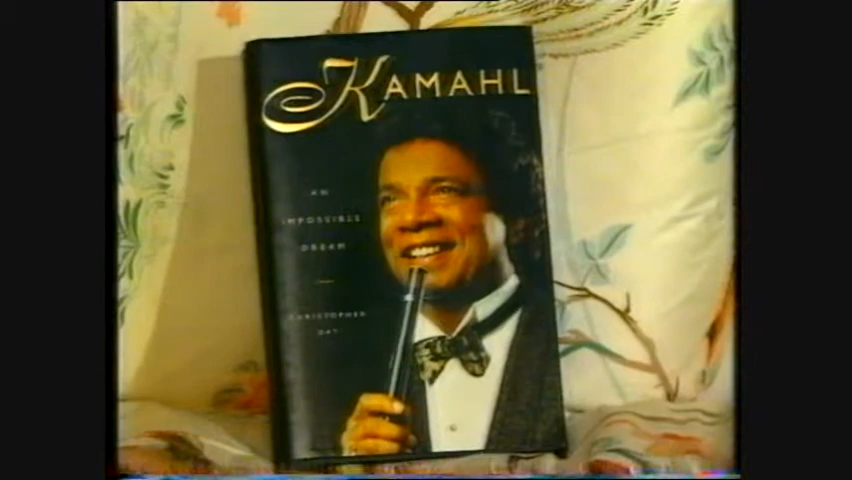 KAMAHL
AN
IMPOSSIBLE
DREAM
CHRISTOPHER
DAY